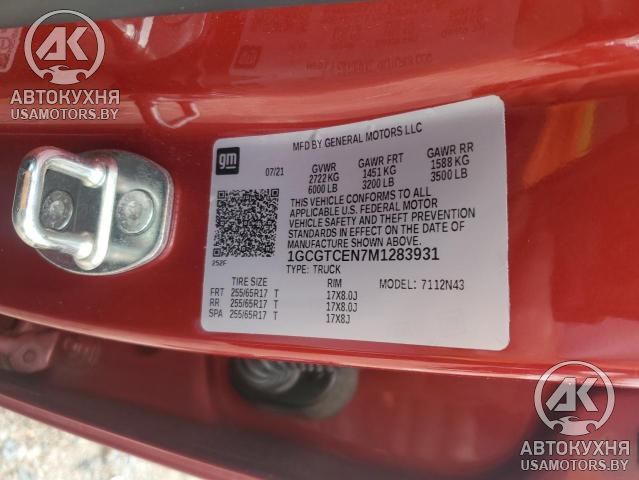 АК
АВТОКУХНЯ
USAMOTORS.BY
MFD BY GENERAL MOTORS LLC
gm
07/21 GVWR GAWR FRT GAWR RR
2722 KG 1451 KG 1588 KG
6000 LB 3200 LB 3500 LB
THIS VEHICLE CONFORMS TO ALL
APPLICABLE U.S. FEDERAL MOTOR
VEHICLE SAFETY AND THEFT PREVENTION
STANDARDS IN EFFECT ON THE DATE OF
MANUFACTURE SHOWN ABOVE.
1GCGTCEN7M1283931
TYPE: TRUCK
252F
TIRE SIZE RIM MODEL: 7112N43
FRT 255/65R17 T 17X8.0J
RR 255/65R17 T 17X8.0J
SPA 255/65R17 T 17X8J
АК
АВТОКУХНЯ
USAMOTORS.BY